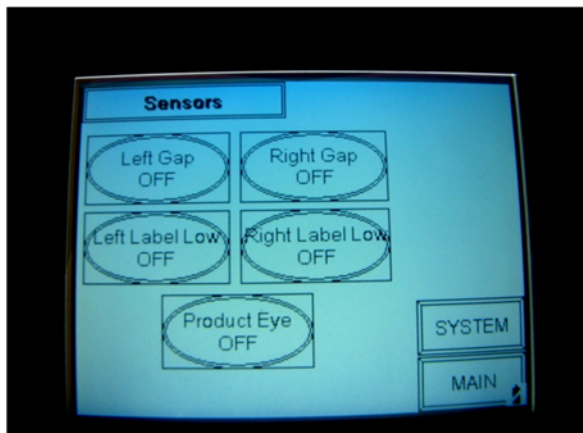 Sensors
Left Gap
OFF
Right Gap
OFF
Left Label Low
OFF
Right Label Low
OFF
Product Eye
OFF
SYSTEM
MAIN